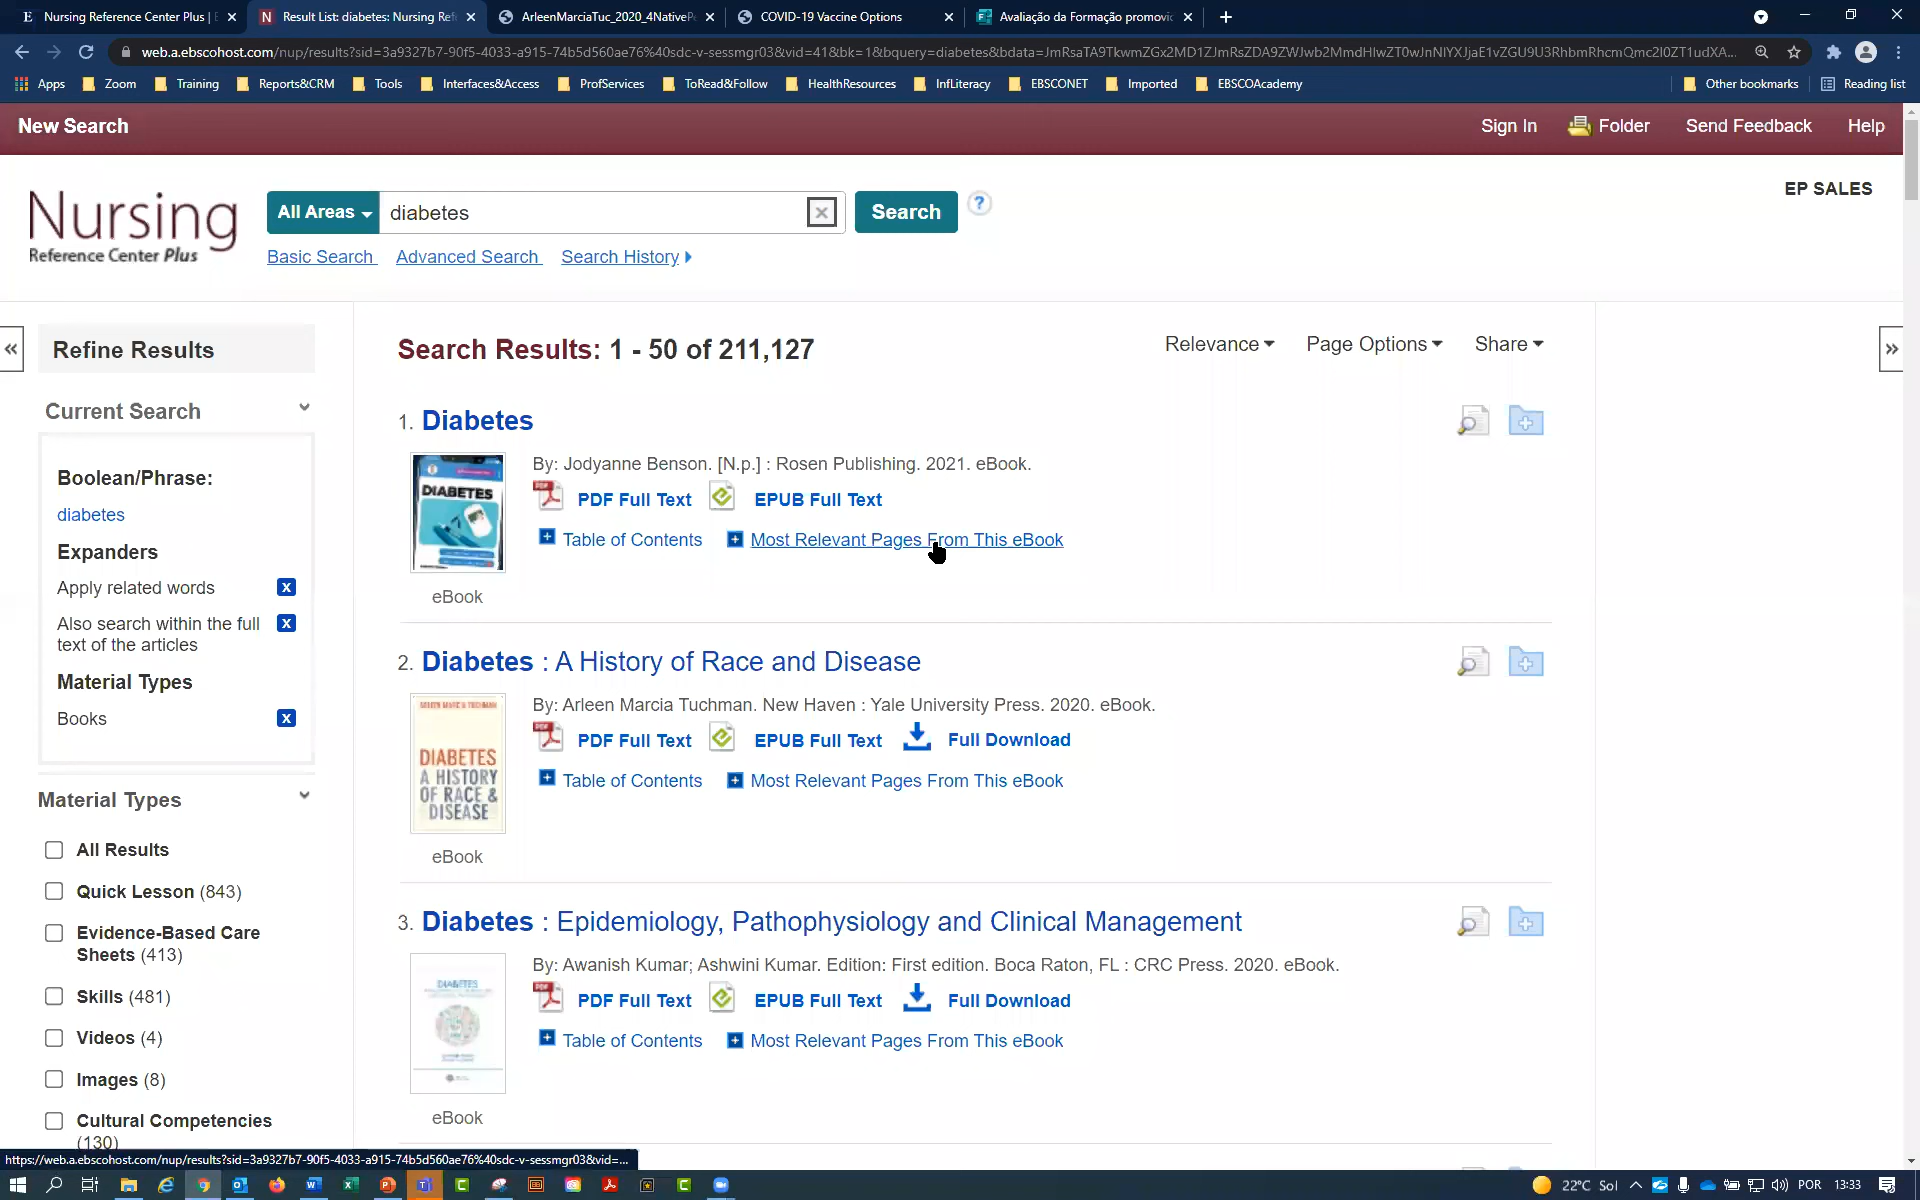 Nursing Reference Center Plus | E
Result List: diabetes: Nursing Ref
ArleenMarciaTuc_2020_4NativeP
COVID-19 Vaccine Options
Avaliação da Formação promovid
web.a.ebscohost.com/nup/results?sid=3a9327b7-90f5-4033-a915-74b5d560ae76%40sdc-v-sessmgr03&vid=41&bk=1&bquery=diabetes&bdata=
Apps Zoom Training Reports&CRM Tools Interfaces&Access ProfServices ToRead&Follow HealthResources InfLiteracy EBSCONET Imported EBSCOAcademy Other bookmarks Reading list
New Search Sign In Folder Send Feedback Help
Nursing
Reference Center Plus
All Areas diabetes Search ?
EP SALES
Basic Search Advanced Search Search History
Refine Results
Current Search
Boolean/Phrase:
diabetes
Expanders
Apply related words
Also search within the full
text of the articles
Material Types
Books
Material Types
All Results
Quick Lesson (843)
Evidence-Based Care
Sheets (413)
Skills (481)
Videos (4)
Images (8)
Cultural Competencies
(130)
Search Results: 1 - 50 of 211,127
Relevance Page Options Share
1. Diabetes
DIABETES
By: Jodyanne Benson. [N.p.] : Rosen Publishing. 2021. eBook.
PDF Full Text EPUB Full Text
Table of Contents Most Relevant Pages From This eBook
eBook
2. Diabetes : A History of Race and Disease
ARLEEN MARCIA TUCHMAN
DIABETES
A HISTORY
OF RACE &
DISEASE
By: Arleen Marcia Tuchman. New Haven : Yale University Press. 2020. eBook.
PDF Full Text EPUB Full Text Full Download
Table of Contents Most Relevant Pages From This eBook
eBook
3. Diabetes : Epidemiology, Pathophysiology and Clinical Management
DIABETES
By: Awanish Kumar; Ashwini Kumar. Edition: First edition. Boca Raton, FL : CRC Press. 2020. eBook.
PDF Full Text EPUB Full Text Full Download
Table of Contents Most Relevant Pages From This eBook
eBook
https://web.a.ebscohost.com/nup/results?sid=3a9327b7-90f5-4033-a916-74b5d560ae76%40sdc-v-sessmgr03&vid=...
22°C Sol POR 13:33